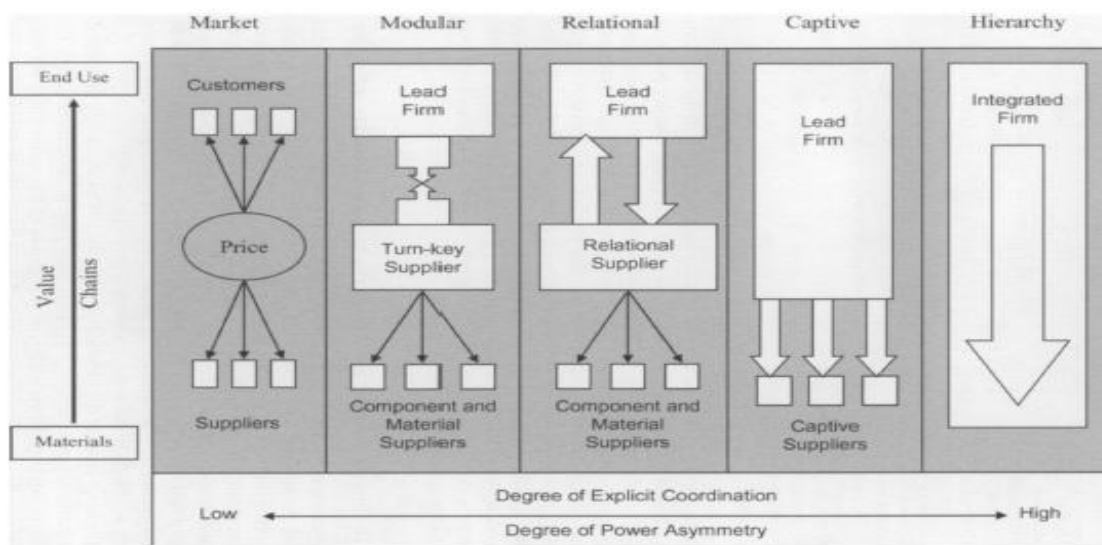 Market
Modular
Relational
Captive
Hierarchy
End Use
Value
Chains
Materials
Customers
Price
Suppliers
Lead
Firm
Turn-key
Supplier
Component and
Material
Suppliers
Lead
Firm
Relational
Supplier
Component and
Material
Suppliers
Lead
Firm
Captive
Suppliers
Integrated
Firm
Degree of Explicit Coordination
Low
High
Degree of Power Asymmetry